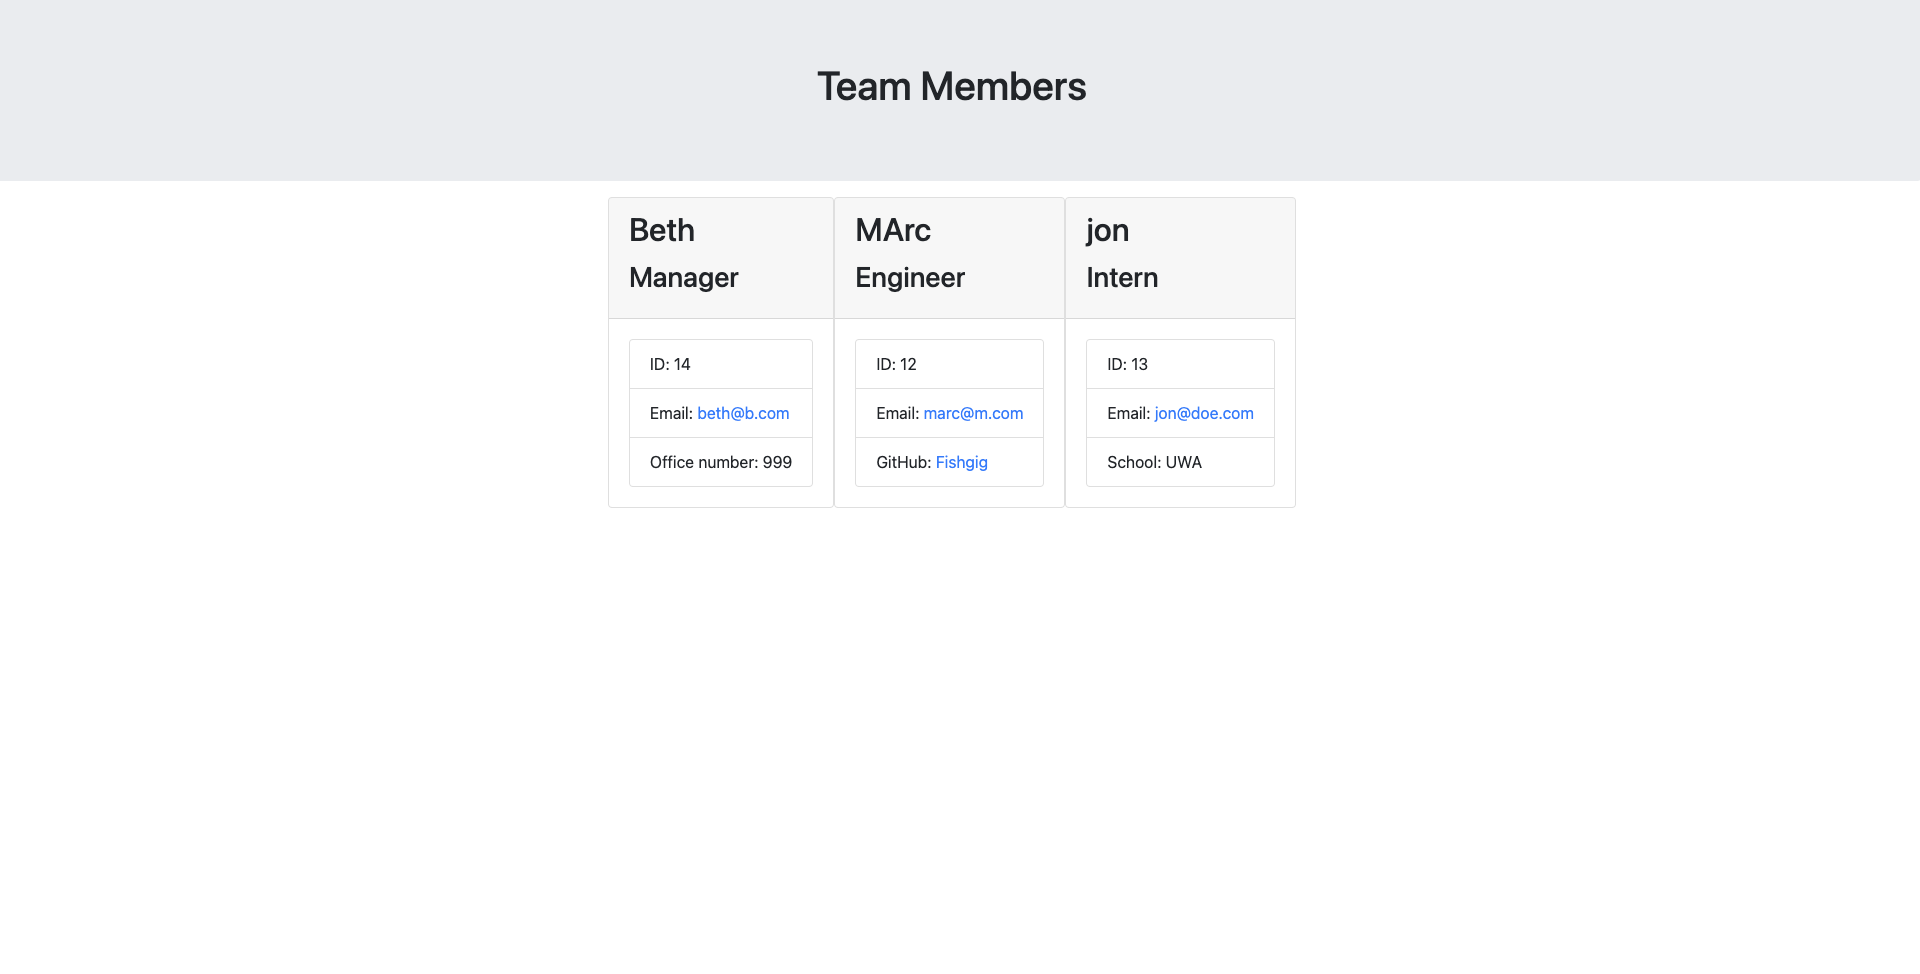 Team Members
Beth
Manager
ID: 14
Email: beth@b.com
Office number: 999
MArc
Engineer
ID: 12
Email: marc@m.com
GitHub: Fishgig
jon
Intern
ID: 13
Email: jon@doe.com
School: UWA